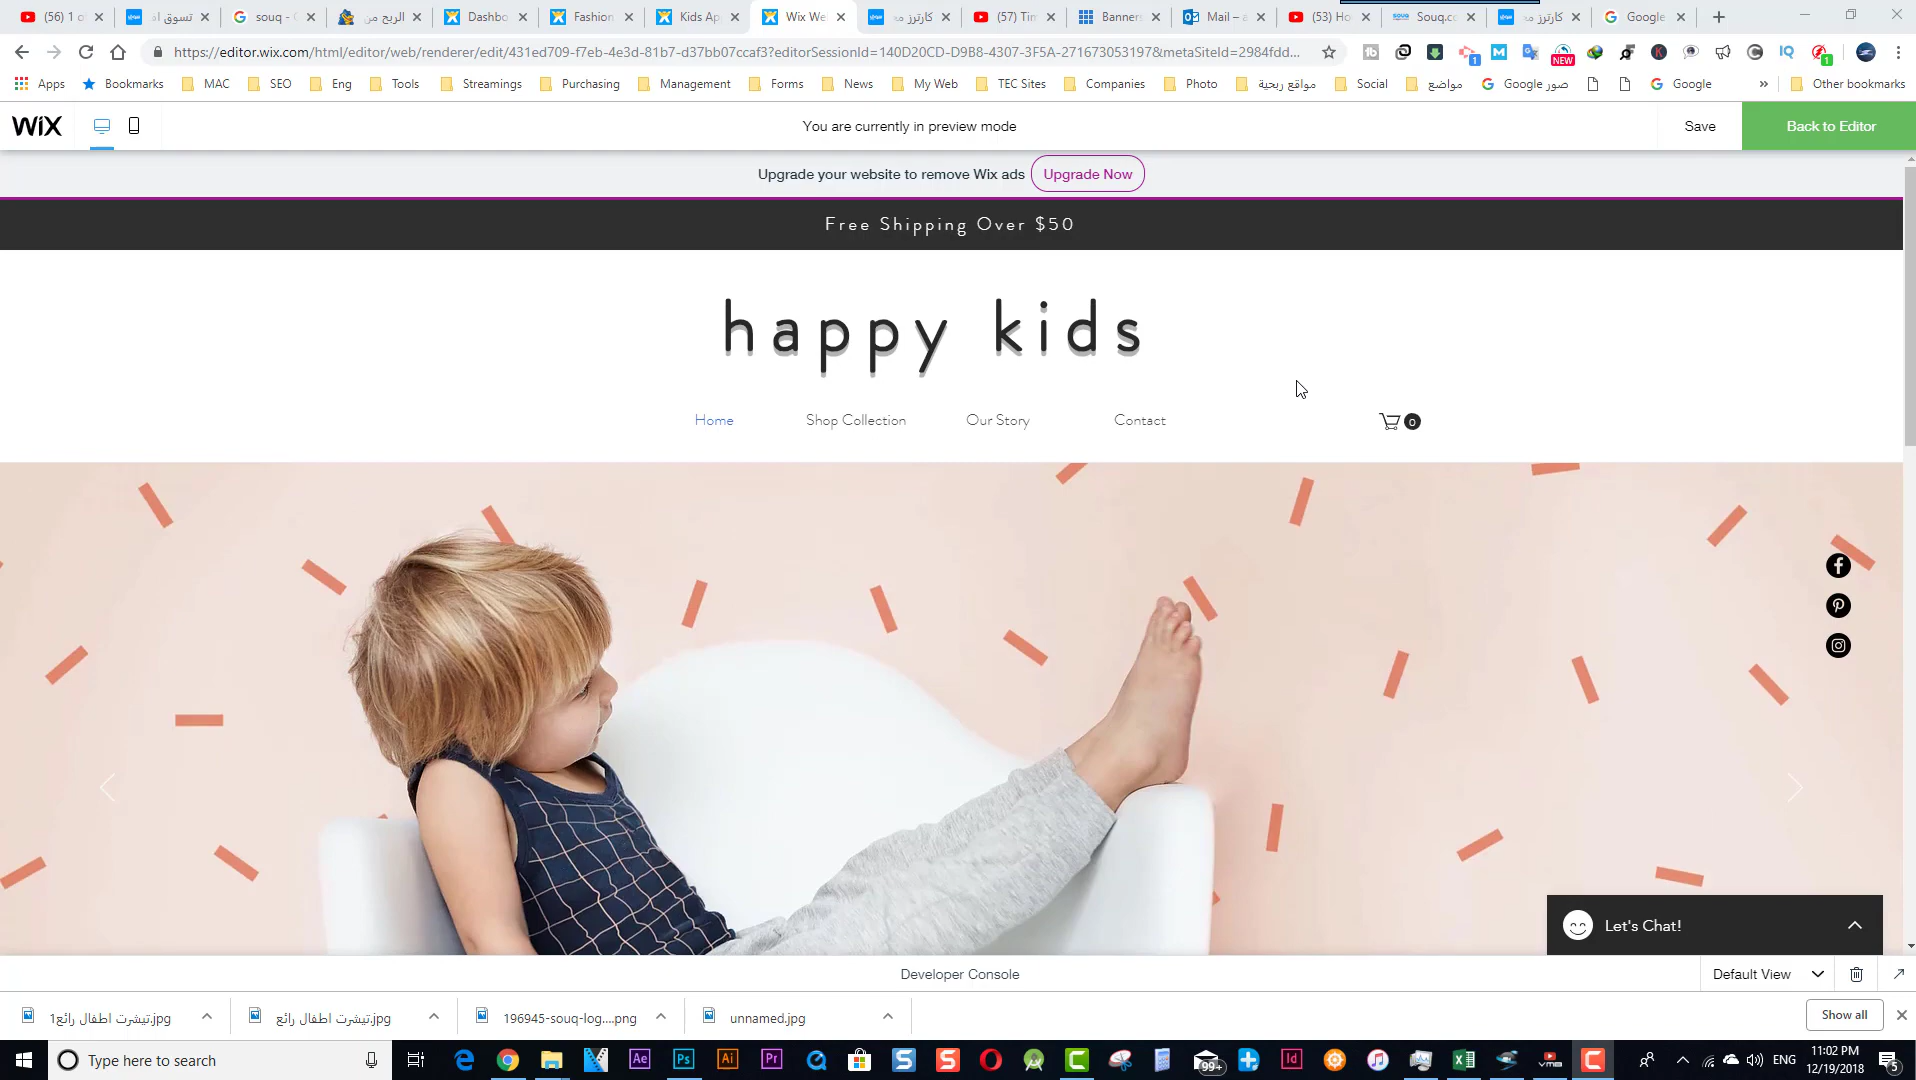 (56) 1 of
تسوق اف
souq - G
الربح من
Dashbo
Fashion
Kids Ap
Wix We
كارترز مـ
(57) Tin
Banners
Mail – a
(53) Ho
Souq.co
كارترز مـ
Google
https://editor.wix.com/html/editor/web/renderer/edit/431ed709-f7eb-4e3d-81b7-d37bb07ccaf3?editorSessionId=140D20CD-D9B8-4307-3F5A-271673053197&metaSiteId=2984fdd...
Apps Bookmarks MAC SEO Eng Tools Streamings Purchasing Management Forms News My Web TEC Sites Companies Photo مواقع ربحية Social مواضع صور Google Google » Other bookmarks
WiX
You are currently in preview mode
Save
Back to Editor
Upgrade your website to remove Wix ads
Upgrade Now
Free Shipping Over $50
happy kids
Home Shop Collection Our Story Contact 0
Let's Chat!
Developer Console
Default View
تيشرت اطفال رائع1.jpg
تيشرت اطفال رائع.jpg
196945-souq-log....png
unnamed.jpg
Show all
Type here to search
ENG
11:02 PM
12/19/2018